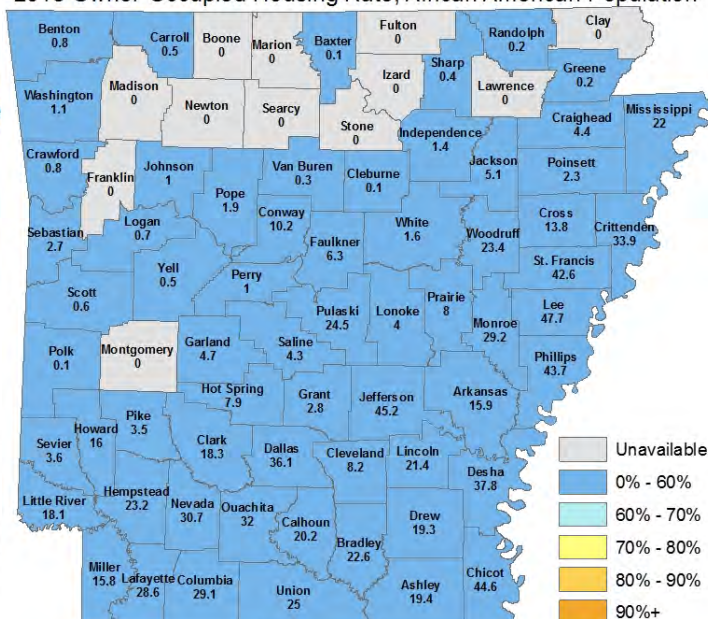 Owner Occupied Housing Rate, African American Population
Benton
0.8
Carroll
0.5
Boone
0
Marion
0
Baxter
0.1
Fulton
0
Randolph
0.2
Clay
0
Washington
1.1
Madison
0
Newton
0
Searcy
0
Stone
0
Izard
0
Sharp
0.4
Lawrence
0
Greene
0.2
Independence
1.4
Craighead
4.4
Mississippi
22
Crawford
0.8
Franklin
0
Johnson
1
Pope
1.9
Van Buren
0.3
Cleburne
0.1
Jackson
5.1
Poinsett
2.3
Sebastian
2.7
Logan
0.7
Conway
10.2
Faulkner
6.3
White
1.6
Woodruff
23.4
Cross
13.8
Crittenden
33.9
St. Francis
42.6
Scott
0.6
Yell
0.5
Perry
1
Pulaski
24.5
Lonoke
4
Prairie
8
Monroe
29.2
Lee
47.7
Phillips
43.7
Polk
0.1
Montgomery
0
Garland
4.7
Saline
4.3
Hot Spring
7.9
Grant
2.8
Jefferson
45.2
Arkansas
15.9
Sevier
3.6
Howard
16
Pike
3.5
Clark
18.3
Dallas
36.1
Cleveland
8.2
Lincoln
21.4
Desha
37.8
Little River
18.1
Hempstead
23.2
Nevada
30.7
Ouachita
32
Calhoun
20.2
Bradley
22.6
Drew
19.3
Miller
15.8
Lafayette
28.6
Columbia
29.1
Union
25
Ashley
19.4
Chicot
44.6
Unavailable
0% - 60%
60% - 70%
70% - 80%
80% - 90%
90%+